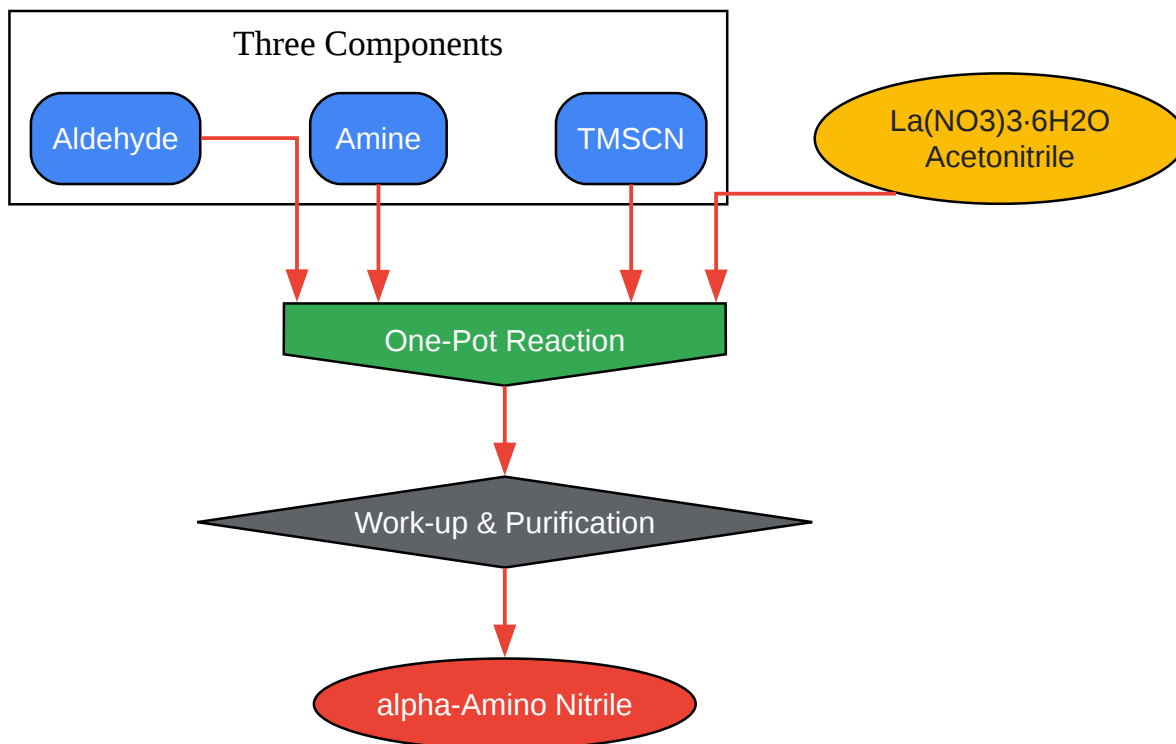 Three Components
Aldehyde
Amine
TMSCN
La(NO3)3·6H2O
Acetonitrile
One-Pot Reaction
Work-up & Purification
alpha-Amino Nitrile